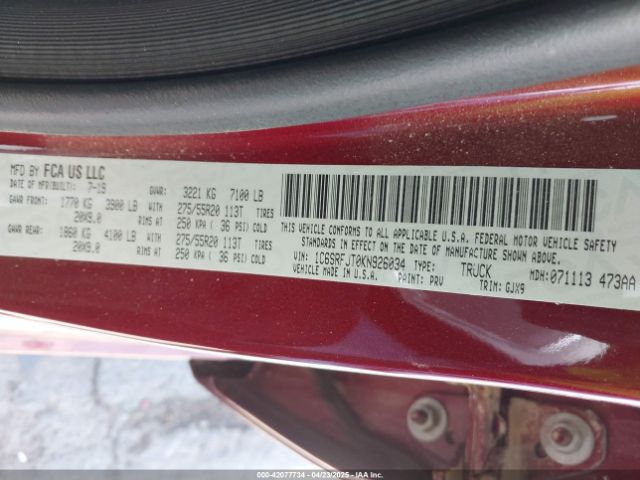 MFD BY FCA US LLC
DATE OF MFR(BUILT): 7-19 GVWR: 3221 KG 7100 LB
GAWR FRONT: 1770 KG 3900 LB WITH 275/55R20 113T TIRES
20X9.0 RIMS AT 250 KPA ( 36 PSI) COLD
GAWR REAR: 1860 KG 4100 LB WITH 275/55R20 113T TIRES
20X9.0 RIMS AT 250 KPA ( 36 PSI) COLD
THIS VEHICLE CONFORMS TO ALL APPLICABLE U.S.A. FEDERAL MOTOR VEHICLE SAFETY
STANDARDS IN EFFECT ON THE DATE OF MANUFACTURE SHOWN ABOVE.
VIN: 1C6SRFJT0KN926034 TYPE: TRUCK MDH: 071113 473AA
VEHICLE MADE IN U.S.A. PAINT: PRV TRIM: GJX9
000-42077734 - 04/23/2025 - COPYRIGHT IAA, LLC